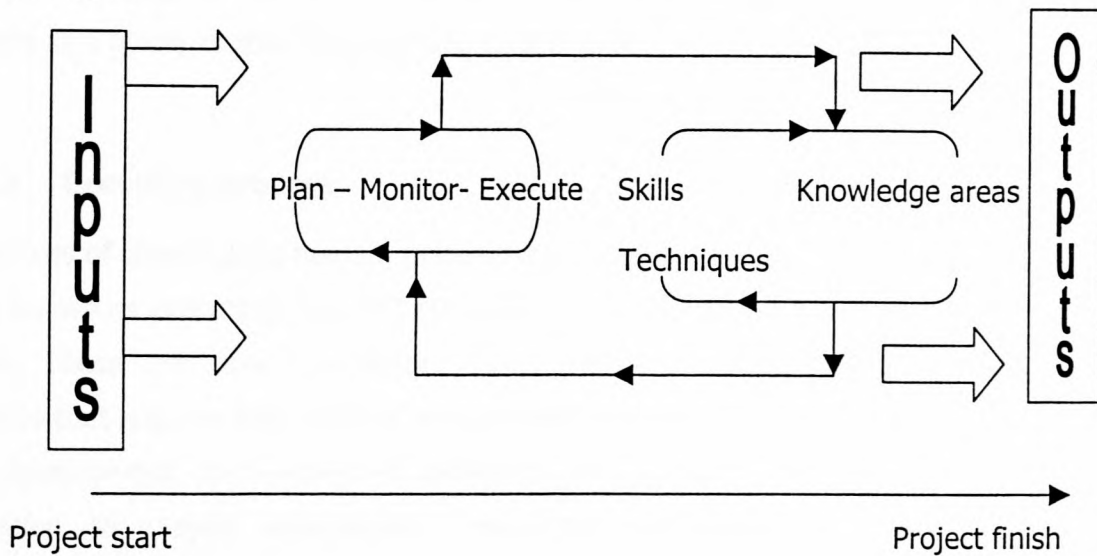 Inputs
Plan – Monitor- Execute
Skills
Knowledge areas
Techniques
Outputs
Project start
Project finish